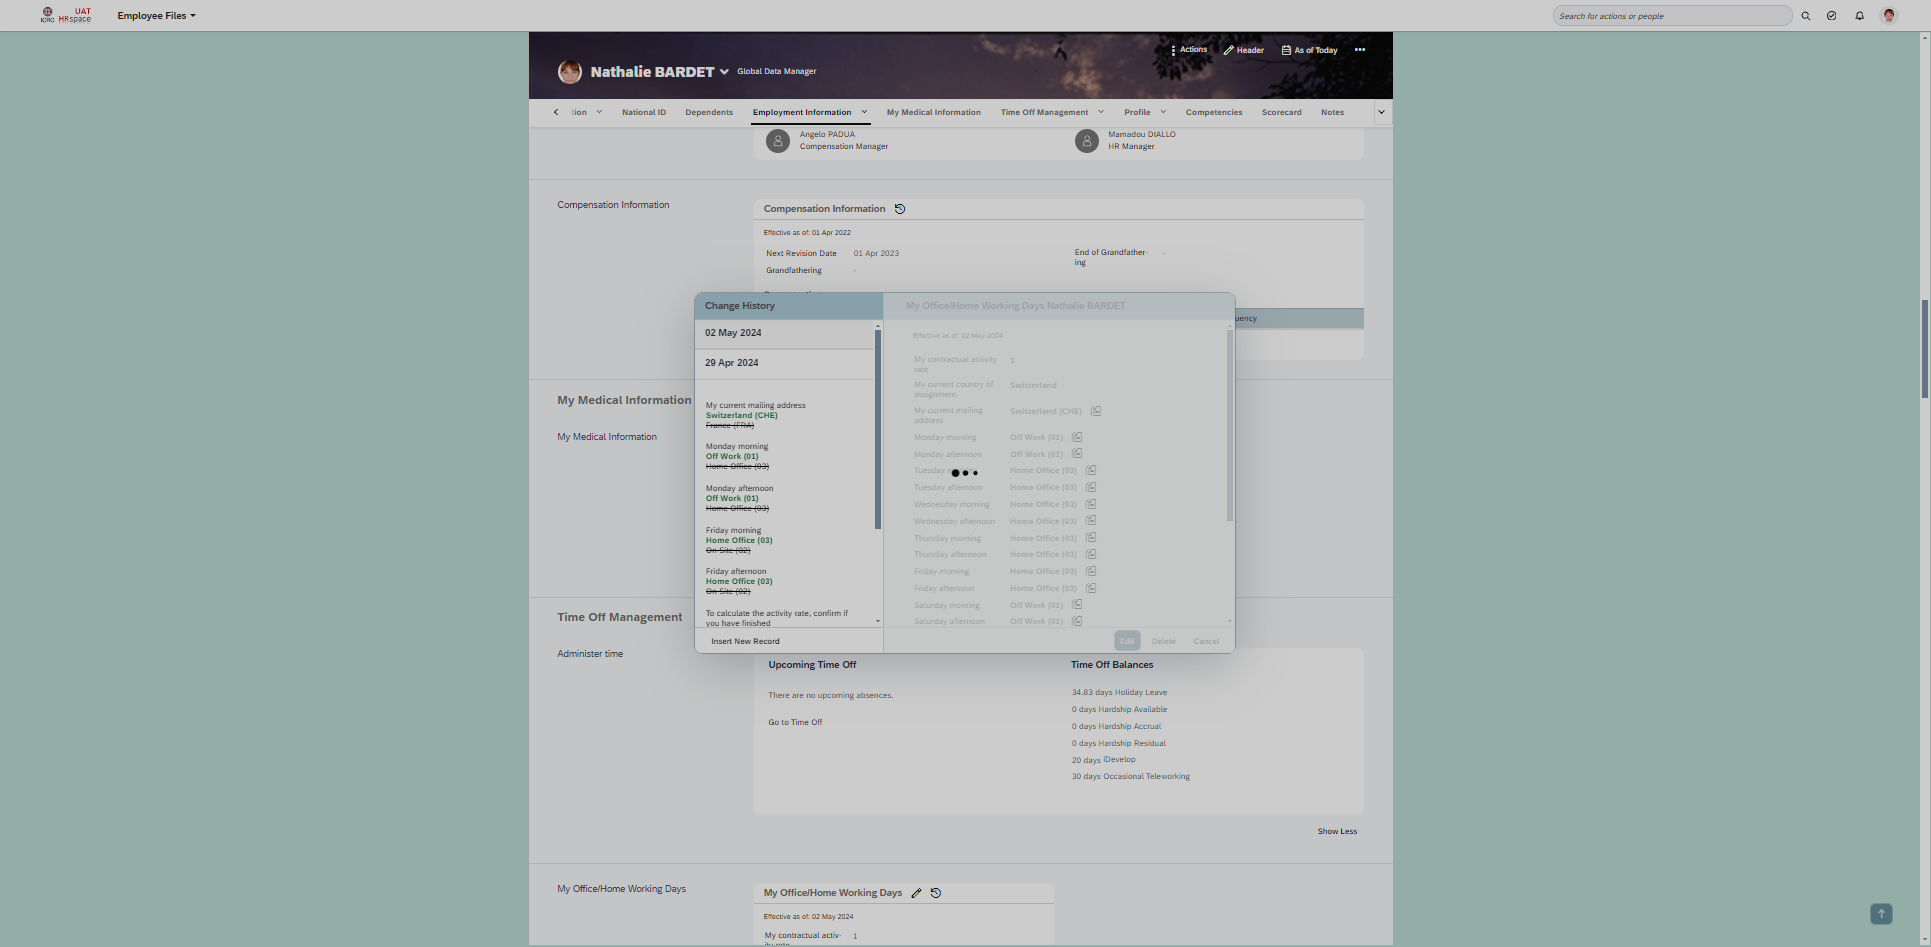 ICRC
UAT
HRspace
Employee Files
Search for actions or people
Actions
Header
As of Today
Nathalie BARDET
Global Data Manager
tion
National ID
Dependents
Employment Information
My Medical Information
Time Off Management
Profile
Competencies
Scorecard
Notes
Angelo PADUA
Compensation Manager
Mamadou DIALLO
HR Manager
Compensation Information
Compensation Information
Effective as of: 01 Apr 2022
Next Revision Date
01 Apr 2023
End of Grandfather-
ing
-
Grandfathering
-
uency
Change History
02 May 2024
29 Apr 2024
My current mailing address
Switzerland (CHE)
France (FRA)
Monday morning
Off Work (01)
Home Office (03)
Monday afternoon
Off Work (01)
Home Office (03)
Friday morning
Home Office (03)
On Site (02)
Friday afternoon
Home Office (03)
On Site (02)
To calculate the activity rate, confirm if
you have finished
Insert New Record
My Office/Home Working Days Nathalie BARDET
Effective as of: 02 May 2024
My contractual activity
rate
1
My current country of
assignment
Switzerland
My current mailing
address
Switzerland (CHE)
Monday morning
Off Work (01)
Monday afternoon
Off Work (01)
Tuesday
Home Office (03)
Tuesday afternoon
Home Office (03)
Wednesday morning
Home Office (03)
Wednesday afternoon
Home Office (03)
Thursday morning
Home Office (03)
Thursday afternoon
Home Office (03)
Friday morning
Home Office (03)
Friday afternoon
Home Office (03)
Saturday morning
Off Work (01)
Saturday afternoon
Off Work (01)
Edit
Delete
Cancel
My Medical Information
My Medical Information
Time Off Management
Administer time
Upcoming Time Off
There are no upcoming absences.
Go to Time Off
Time Off Balances
34.83 days Holiday Leave
0 days Hardship Available
0 days Hardship Accrual
0 days Hardship Residual
20 days iDevelop
30 days Occasional Teleworking
Show Less
My Office/Home Working Days
My Office/Home Working Days
Effective as of: 02 May 2024
My contractual activ-
1